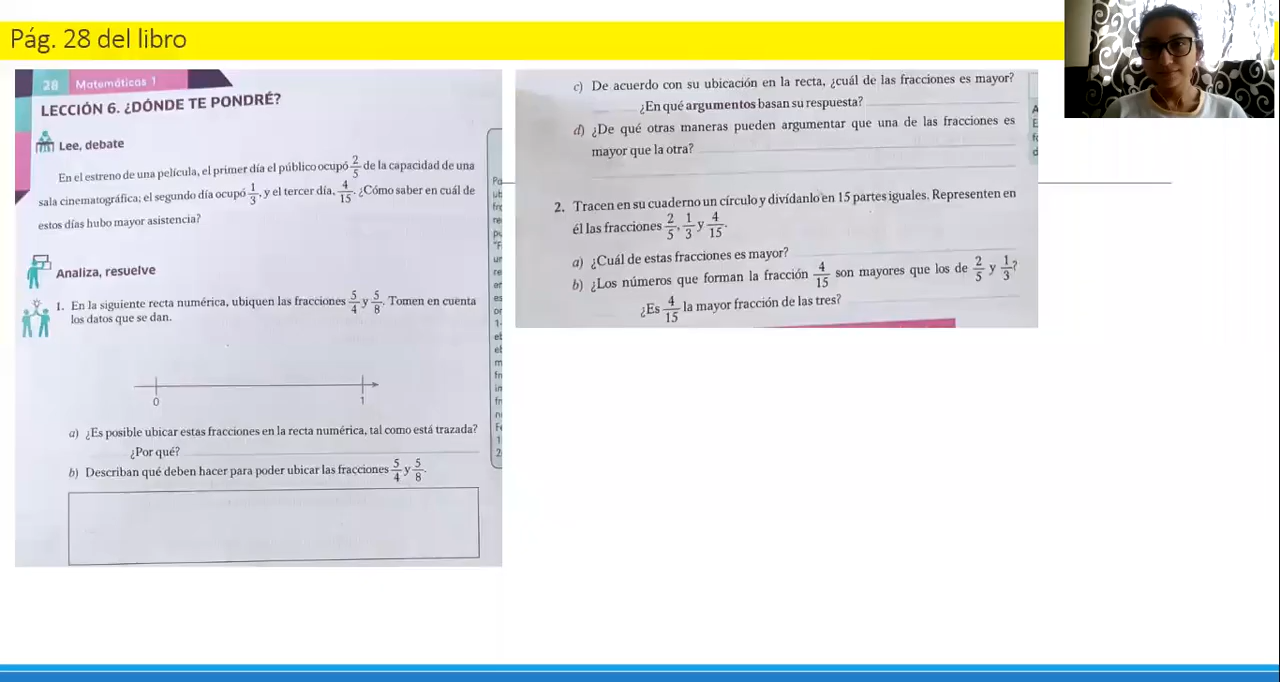 Pág. 28 del libro
28 Matemáticas 1
LECCIÓN 6. ¿DÓNDE TE PONDRÉ?
Lee, debate
En el estreno de una película, el primer día el público ocupó 2/5 de la capacidad de una
sala cinematográfica; el segundo día ocupó 1/3, y el tercer día, 4/15. ¿Cómo saber en cuál de
estos días hubo mayor asistencia?
Analiza, resuelve
1. En la siguiente recta numérica, ubiquen las fracciones 5/4 y 5/8. Tomen en cuenta
los datos que se dan.
0 1
a) ¿Es posible ubicar estas fracciones en la recta numérica, tal como está trazada?
¿Por qué?
b) Describan qué deben hacer para poder ubicar las fracciones 5/4 y 5/8.
c) De acuerdo con su ubicación en la recta, ¿cuál de las fracciones es mayor?
¿En qué argumentos basan su respuesta?
d) ¿De qué otras maneras pueden argumentar que una de las fracciones es
mayor que la otra?
2. Tracen en su cuaderno un círculo y divídanlo en 15 partes iguales. Representen en
él las fracciones 2/5, 1/3 y 4/15.
a) ¿Cuál de estas fracciones es mayor?
b) ¿Los números que forman la fracción 4/15 son mayores que los de 2/5 y 1/3?
¿Es 4/15 la mayor fracción de las tres?